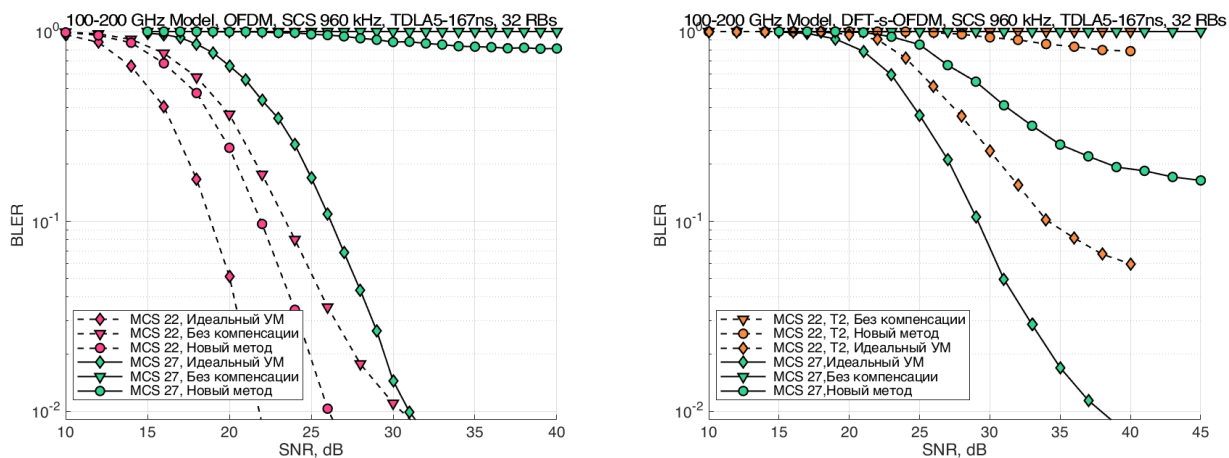 100-200 GHz Model, OFDM, SCS 960 kHz, TDLA5-167ns, 32 RBs
10⁰
10⁻¹
10⁻²
BLER
MCS 22, Идеальный УМ
MCS 22, Без компенсации
MCS 22, Новый метод
MCS 27, Идеальный УМ
MCS 27, Без компенсации
MCS 27, Новый метод
10 15 20 25 30 35 40
SNR, dB
100-200 GHz Model, DFT-s-OFDM, SCS 960 kHz, TDLA5-167ns, 32 RBs
10⁰
10⁻¹
10⁻²
BLER
MCS 22, T2, Без компенсации
MCS 22, T2, Новый метод
MCS 22, T2, Идеальный УМ
MCS 27,Идеальный УМ
MCS 27,Без компенсации
MCS 27,Новый метод
10 15 20 25 30 35 40 45
SNR, dB